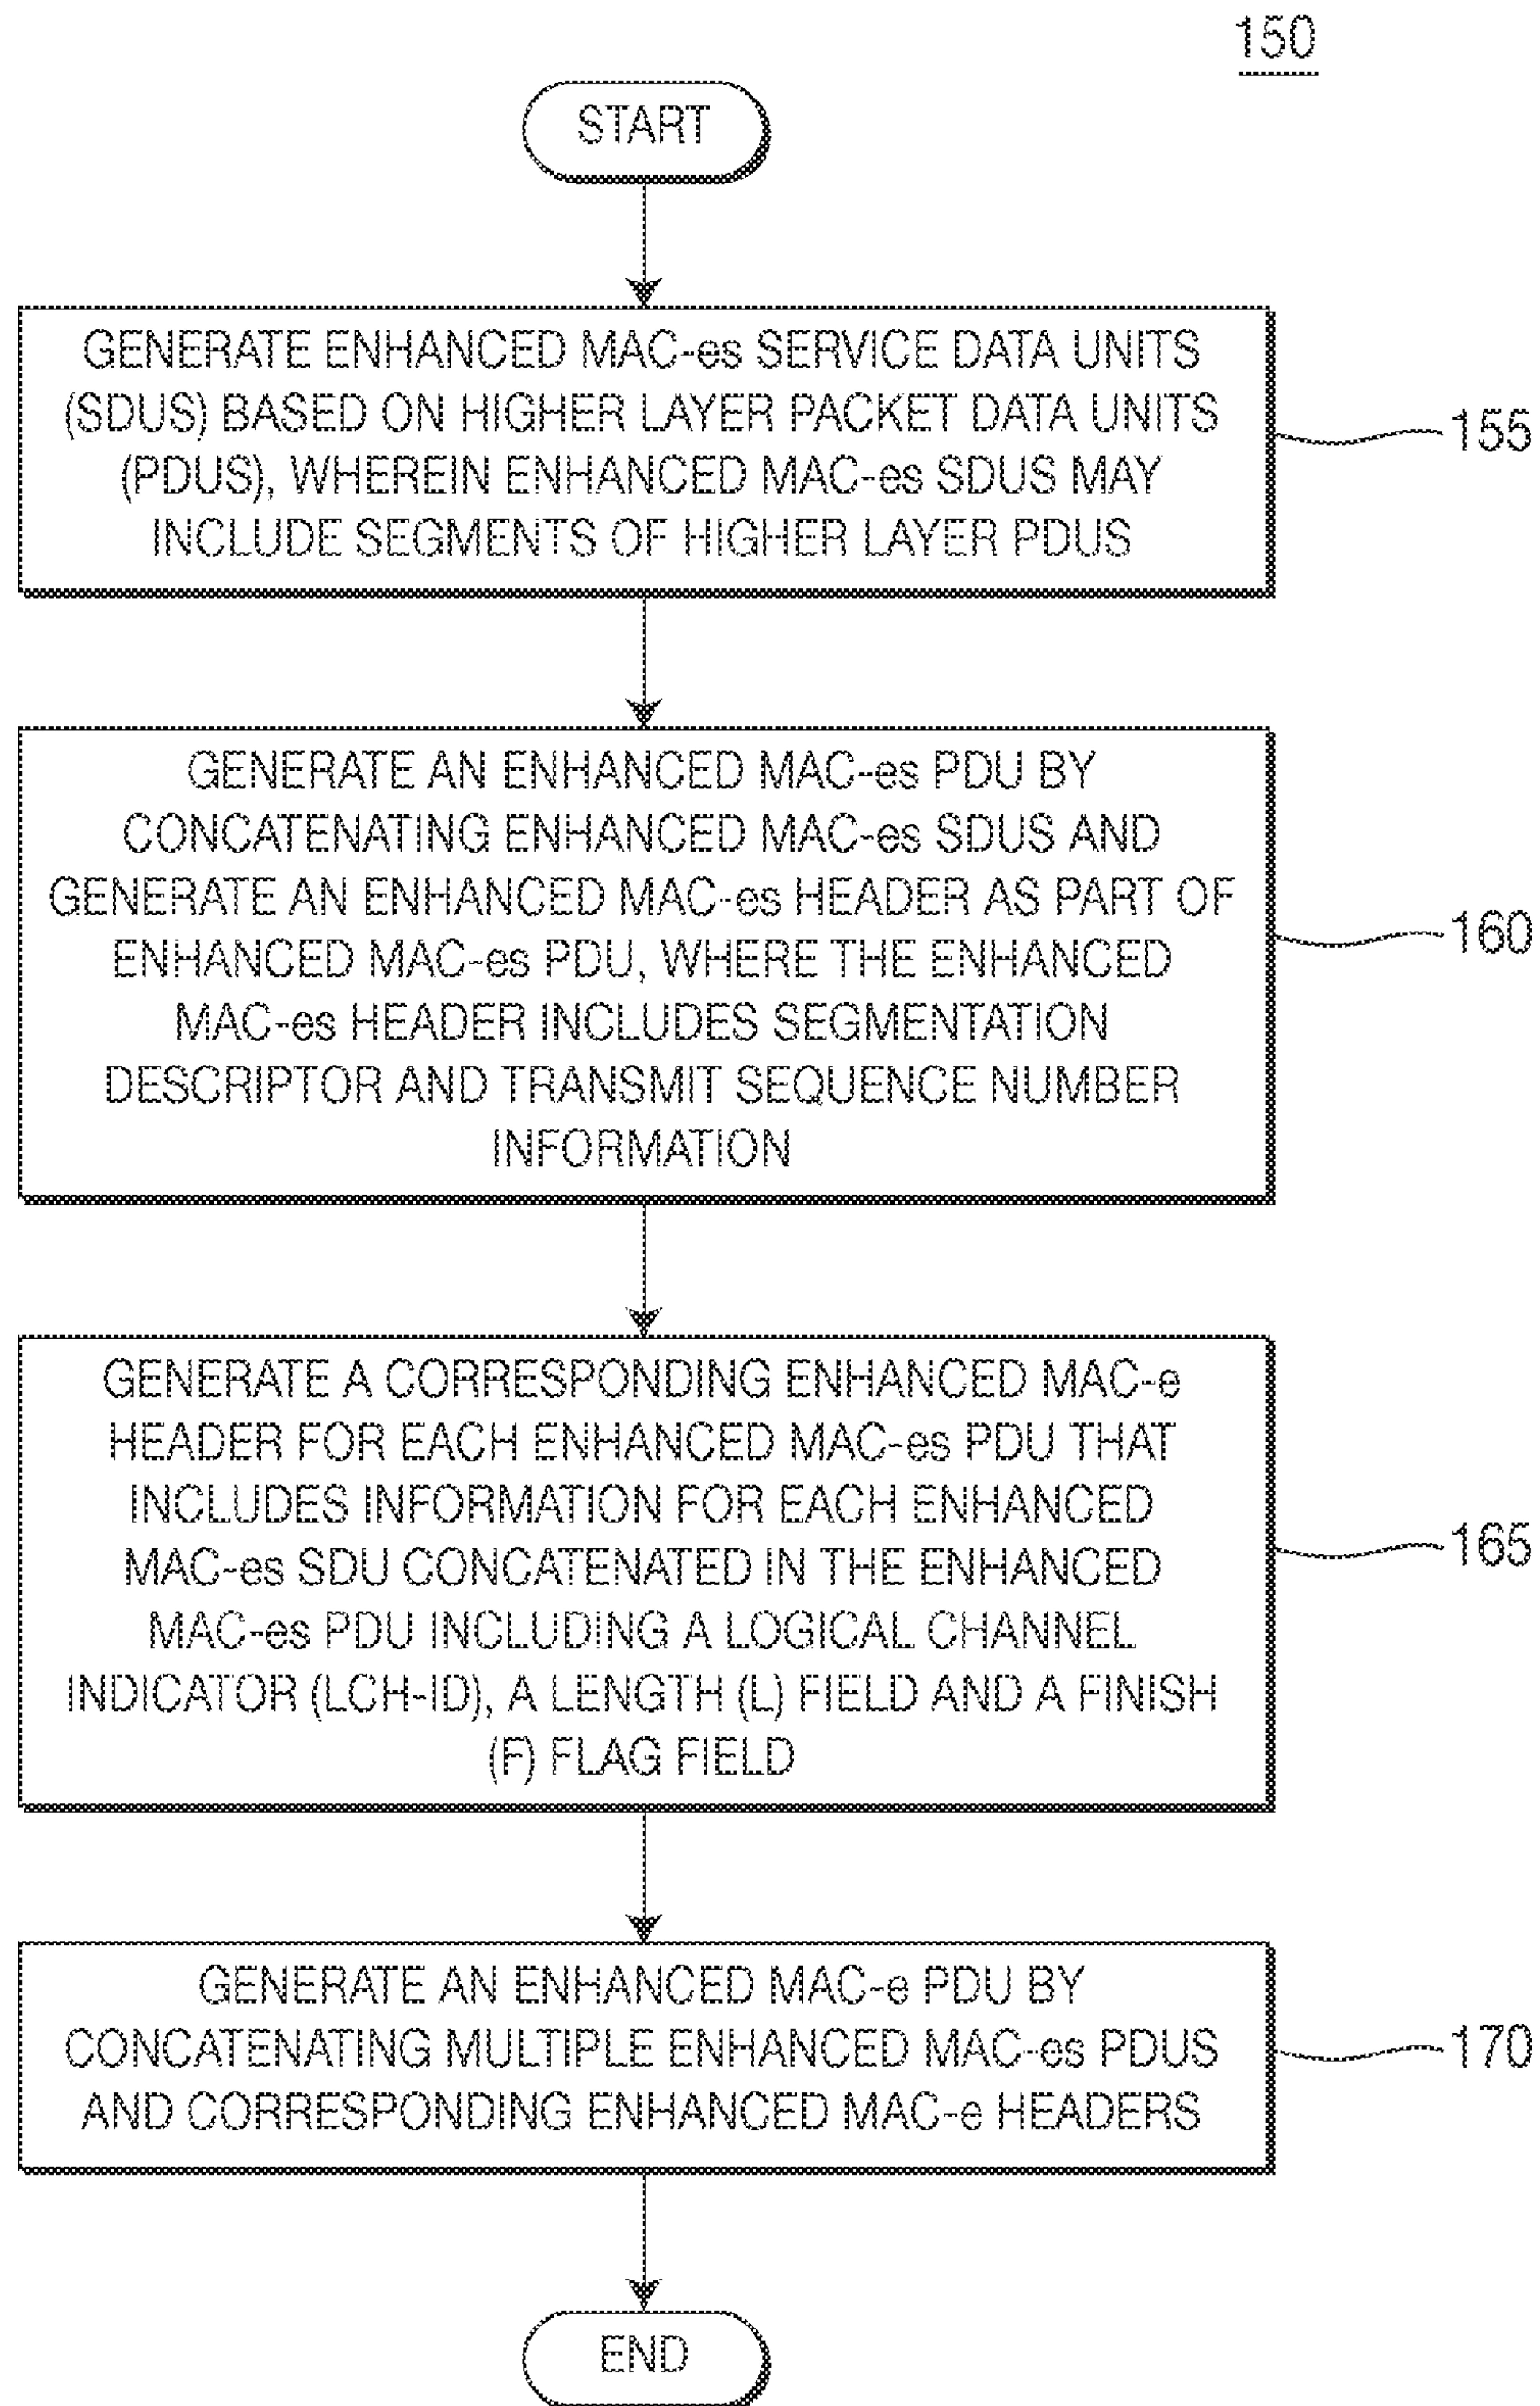 150
START
GENERATE ENHANCED MAC-es SERVICE DATA UNITS
(SDUS) BASED ON HIGHER LAYER PACKET DATA UNITS
(PDUS), WHEREIN ENHANCED MAC-es SDUS MAY
INCLUDE SEGMENTS OF HIGHER LAYER PDUS
155
GENERATE AN ENHANCED MAC-es PDU BY
CONCATENATING ENHANCED MAC-es SDUS AND
GENERATE AN ENHANCED MAC-es HEADER AS PART OF
ENHANCED MAC-es PDU, WHERE THE ENHANCED
MAC-es HEADER INCLUDES SEGMENTATION
DESCRIPTOR AND TRANSMIT SEQUENCE NUMBER
INFORMATION
160
GENERATE A CORRESPONDING ENHANCED MAC-e
HEADER FOR EACH ENHANCED MAC-es PDU THAT
INCLUDES INFORMATION FOR EACH ENHANCED
MAC-es SDU CONCATENATED IN THE ENHANCED
MAC-es PDU INCLUDING A LOGICAL CHANNEL
INDICATOR (LCH-ID), A LENGTH (L) FIELD AND A FINISH
(F) FLAG FIELD
165
GENERATE AN ENHANCED MAC-e PDU BY
CONCATENATING MULTIPLE ENHANCED MAC-es PDUS
AND CORRESPONDING ENHANCED MAC-e HEADERS
170
END